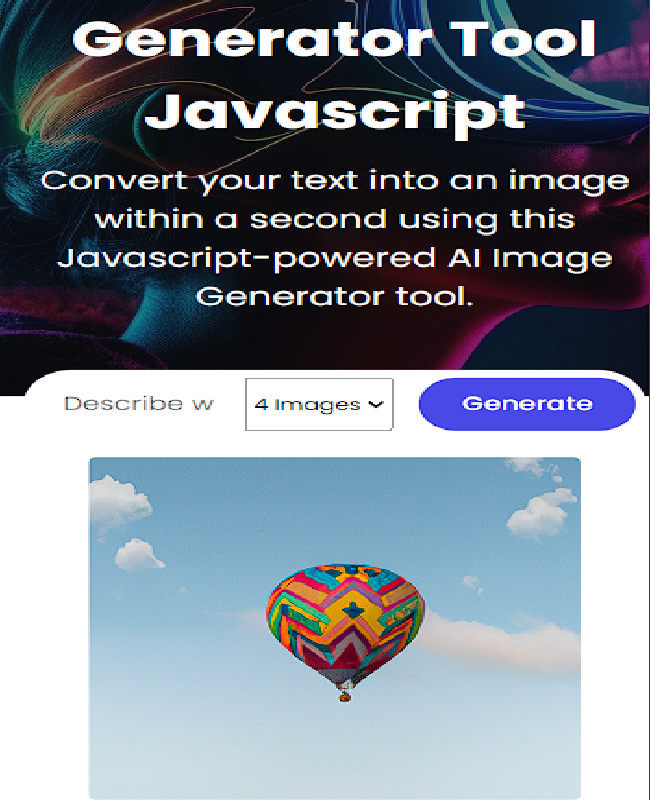 Generator Tool
Javascript
Convert your text into an image
within a second using this
Javascript-powered AI Image
Generator tool.
Describe w
4 Images
Generate